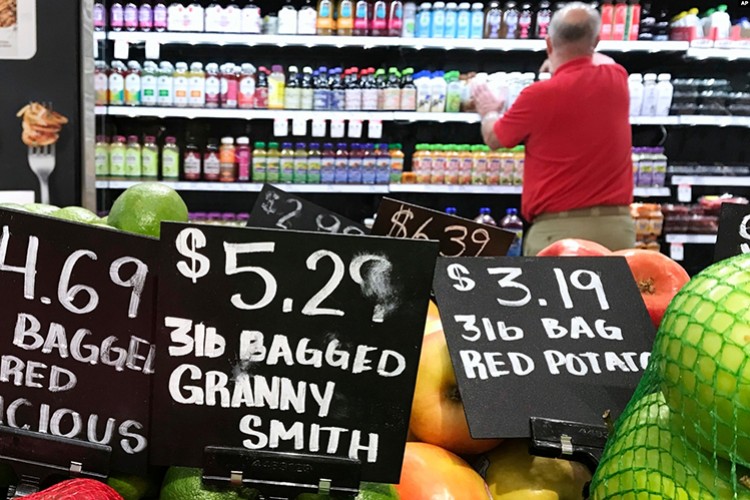 AP
$2.99
$6.39
4.69
BAGGED
RED
ICIOUS
$5.29
3lb BAGGED
GRANNY
SMITH
$3.19
3lb BAG
RED POTATO
$